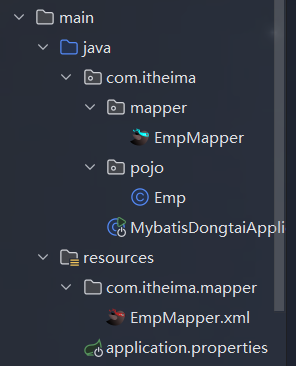 main
java
com.itheima
mapper
EmpMapper
pojo
Emp
MybatisDongtaiAppli
resources
com.itheima.mapper
EmpMapper.xml
application.properties